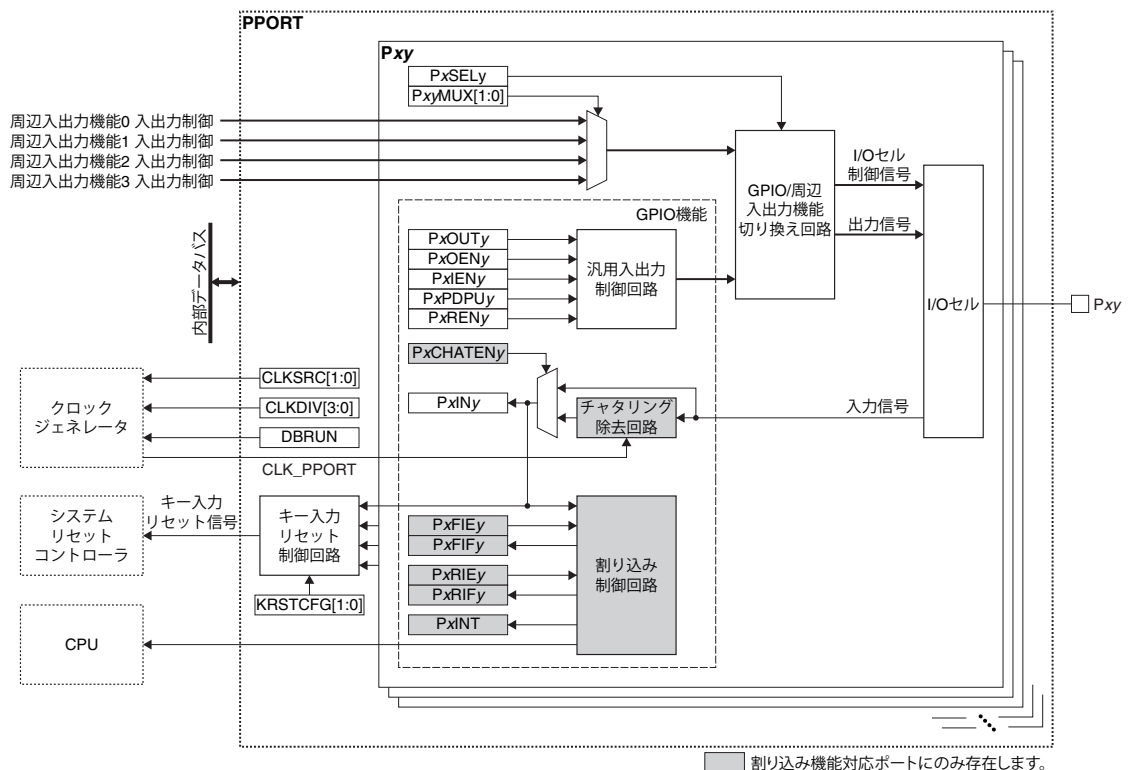 PPORT
Pxy
PxSELy
PxyMUX[1:0]
周辺入出力機能0 入出力制御
周辺入出力機能1 入出力制御
周辺入出力機能2 入出力制御
周辺入出力機能3 入出力制御
GPIO/周辺
入出力機能
切り換え回路
I/Oセル
制御信号
出力信号
I/Oセル
Pxy
内部データバス
GPIO機能
PxOUTy
PxOENy
PxIENy
PxPDPUy
PxRENy
汎用入出力
制御回路
PxCHATENy
PxINy
チャタリング
除去回路
入力信号
クロック
ジェネレータ
CLKSRC[1:0]
CLKDIV[3:0]
DBRUN
CLK_PPORT
システム
リセット
コントローラ
キー入力
リセット信号
キー入力
リセット
制御回路
KRSTCFG[1:0]
PxFIEy
PxFIFy
PxRIEy
PxRIFy
PxINT
割り込み
制御回路
CPU
割り込み機能対応ポートにのみ存在します。